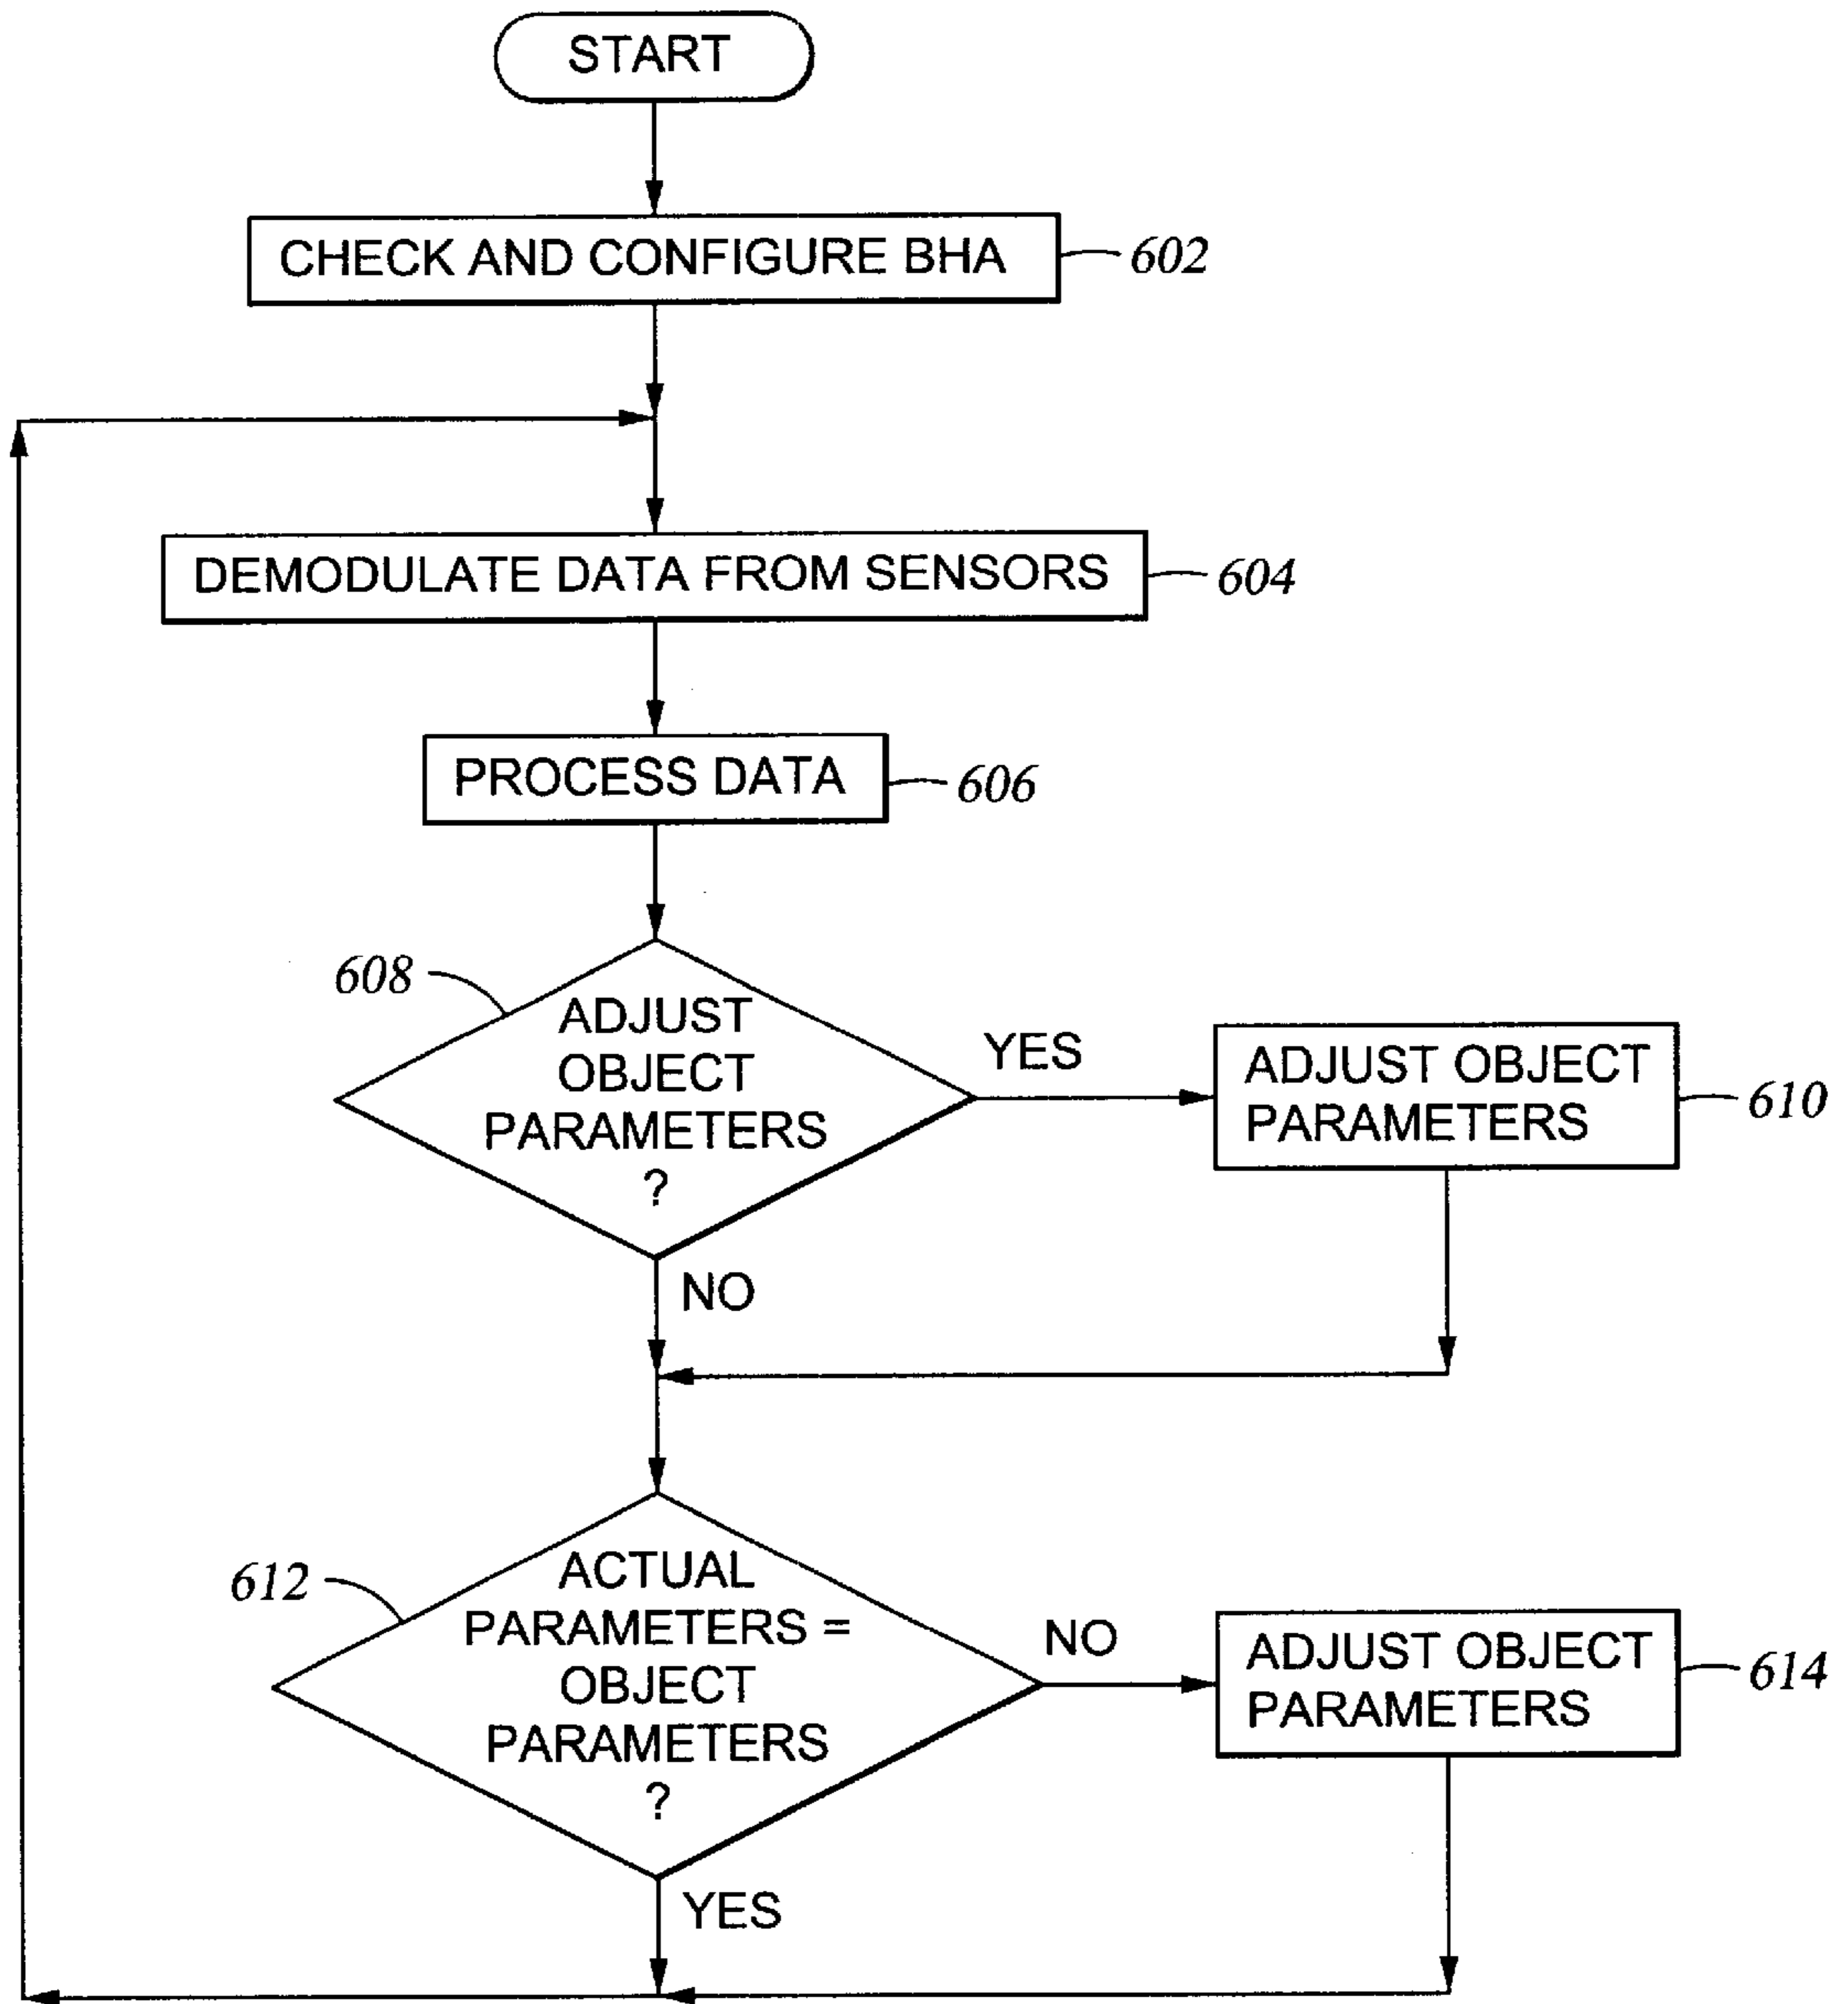 START
CHECK AND CONFIGURE BHA
602
DEMODULATE DATA FROM SENSORS
604
PROCESS DATA
606
608
ADJUST
OBJECT
PARAMETERS
?
YES
ADJUST OBJECT
PARAMETERS
610
NO
612
ACTUAL
PARAMETERS =
OBJECT
PARAMETERS
?
NO
ADJUST OBJECT
PARAMETERS
614
YES